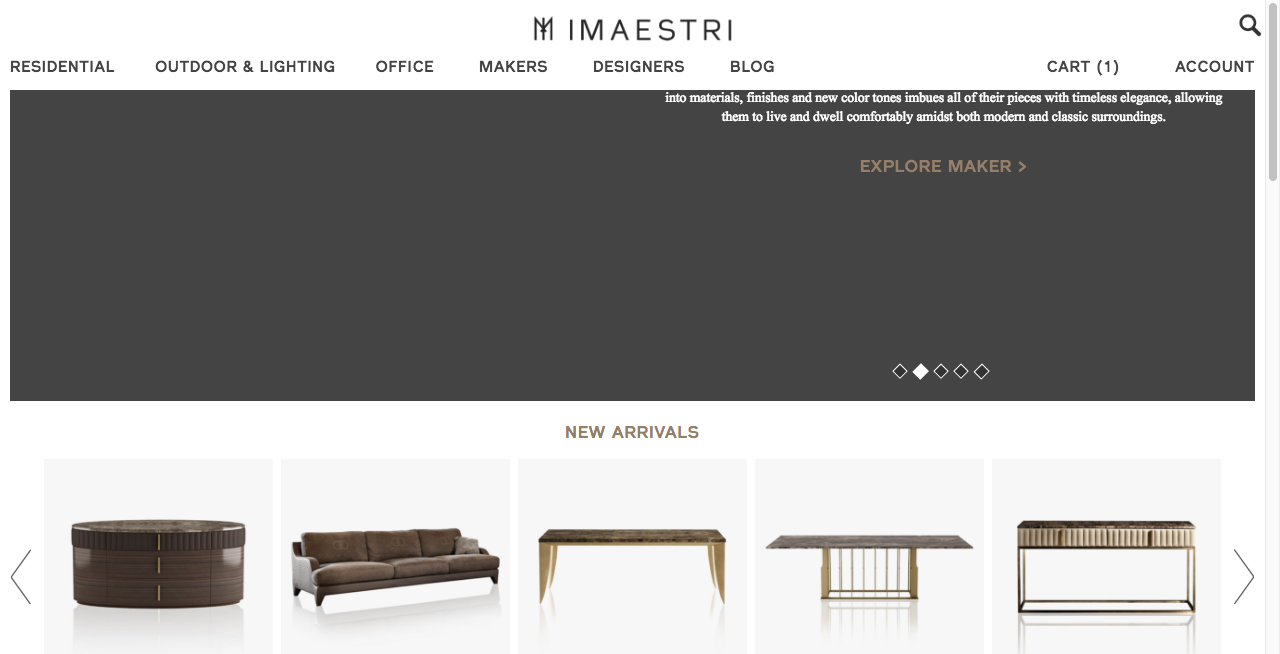 IMAESTRI
RESIDENTIAL OUTDOOR & LIGHTING OFFICE MAKERS DESIGNERS BLOG CART (1) ACCOUNT
into materials, finishes and new color tones imbues all of their pieces with timeless elegance, allowing
them to live and dwell comfortably amidst both modern and classic surroundings.
EXPLORE MAKER >
NEW ARRIVALS